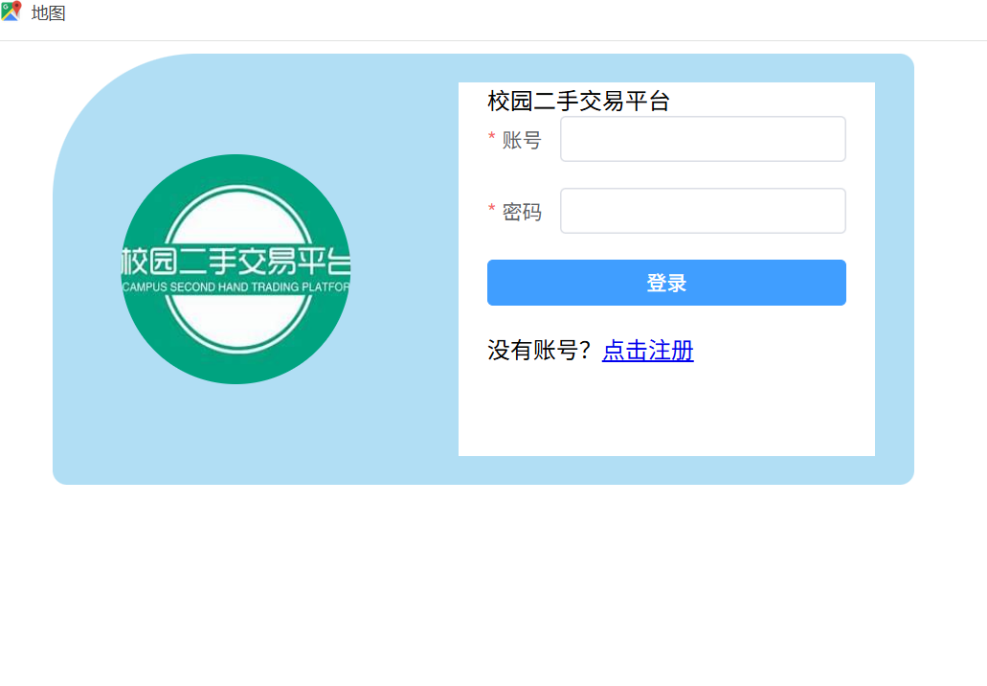 地图
校园二手交易平台
CAMPUS SECOND HAND TRADING PLATFOR
校园二手交易平台
* 账号
* 密码
登录
没有账号？点击注册